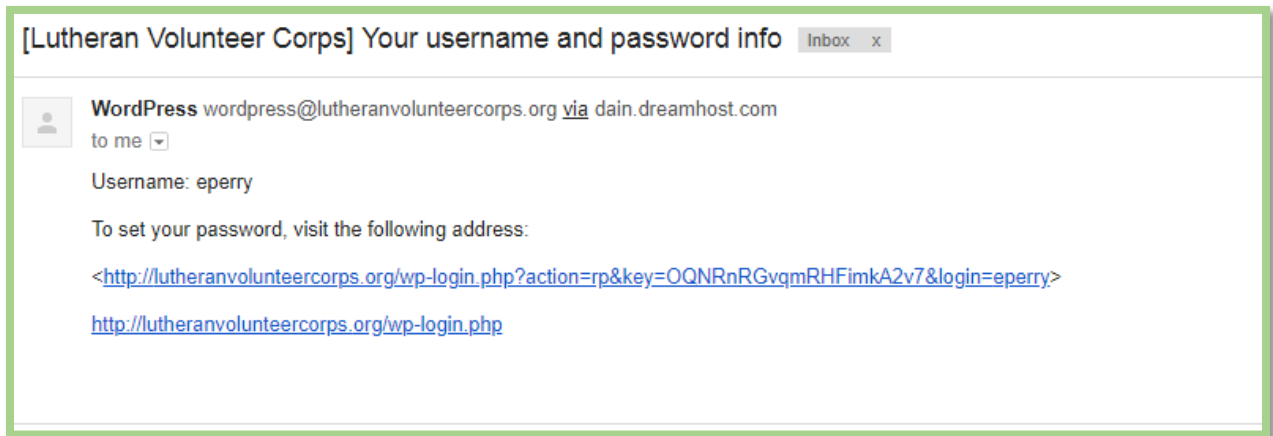 [Lutheran Volunteer Corps] Your username and password info Inbox x
WordPress wordpress@lutheranvolunteercorps.org via dain.dreamhost.com
to me
Username: eperry
To set your password, visit the following address:
<http://lutheranvolunteercorps.org/wp-login.php?action=rp&key=OQNRnRGvqmRHFimkA2v7&login=eperry>
http://lutheranvolunteercorps.org/wp-login.php